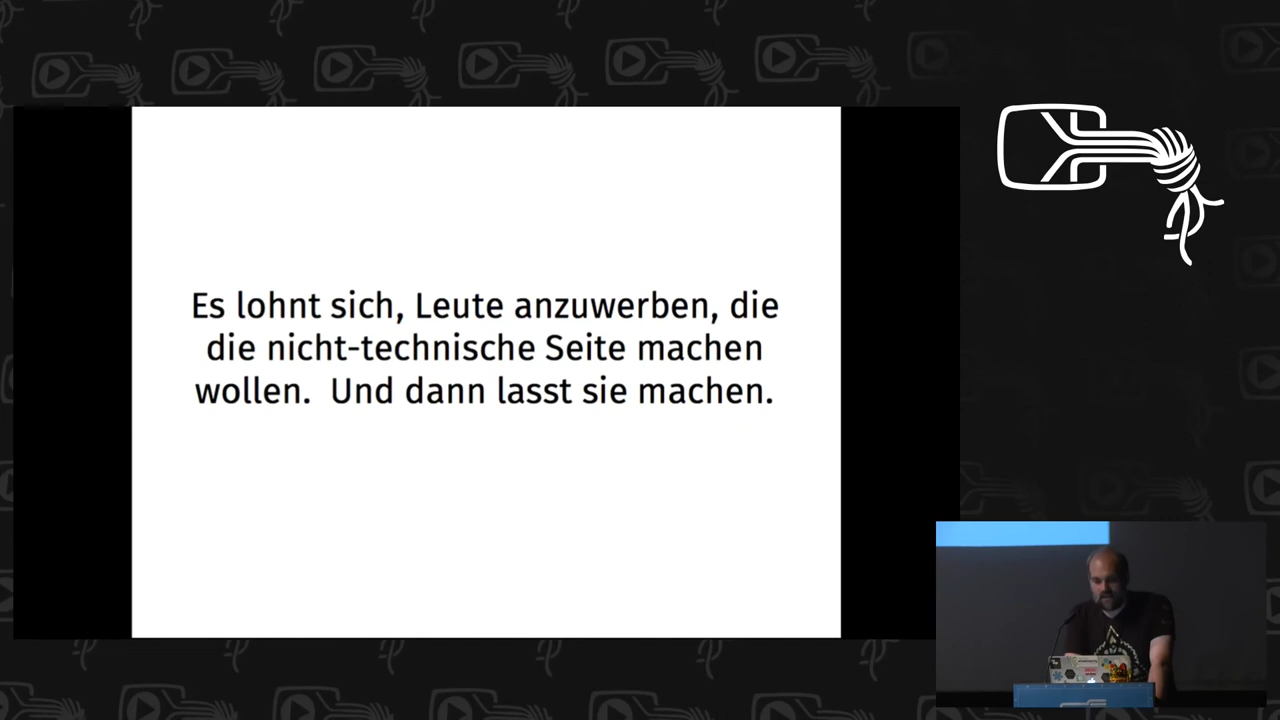 Es lohnt sich, Leute anzuwerben, die
die nicht-technische Seite machen
wollen.  Und dann lasst sie machen.